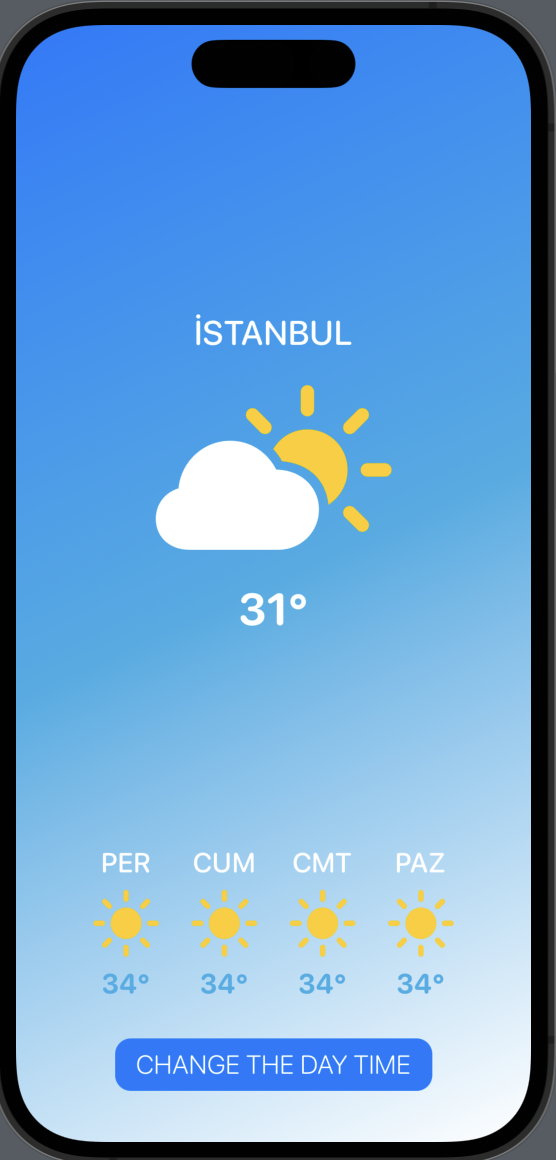 İSTANBUL
31°
PER CUM CMT PAZ
34° 34° 34° 34°
CHANGE THE DAY TIME